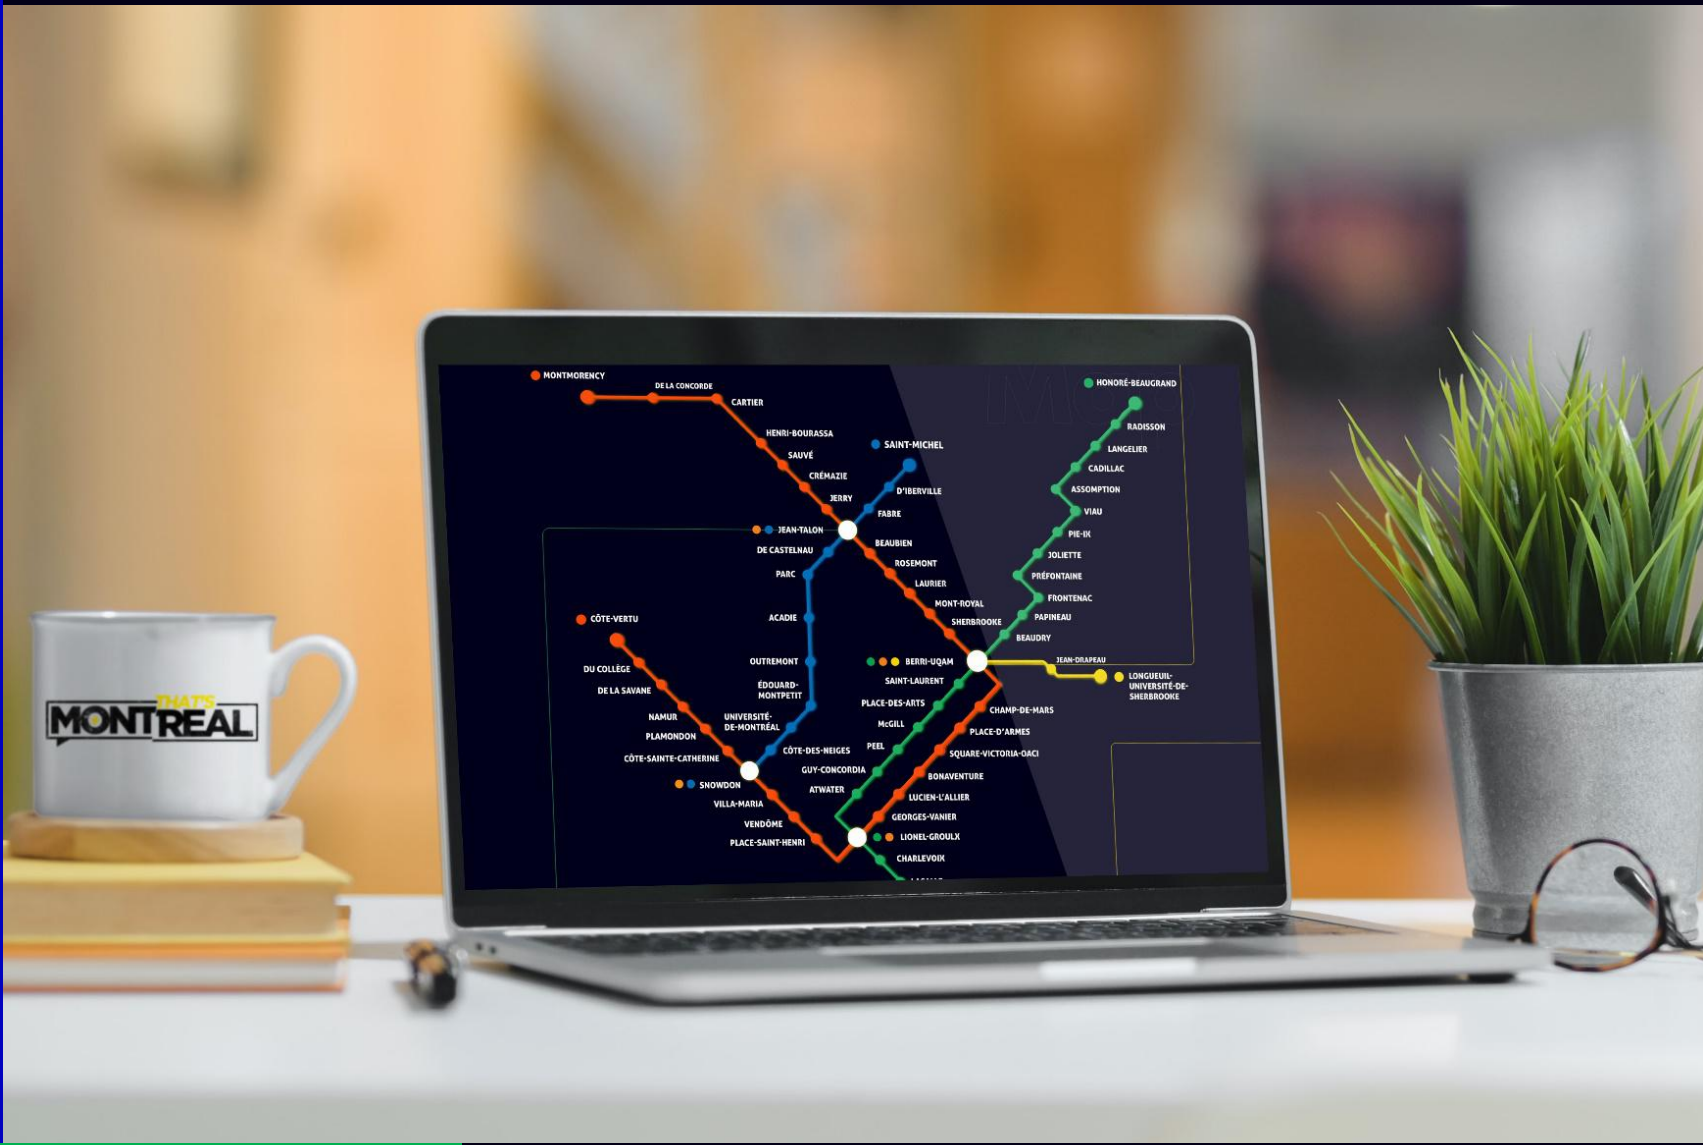 MONTMORENCY
DE LA CONCORDE
CARTIER
HENRI-BOURASSA
SAUVÉ
CRÉMAZIE
JERRY
SAINT-MICHEL
D'IBERVILLE
FABRE
JEAN-TALON
DE CASTELNAU
PARC
ACADIE
OUTREMONT
ÉDOUARD-
MONTPETIT
UNIVERSITÉ-
DE-MONTRÉAL
CÔTE-DES-NEIGES
BEAUBIEN
ROSEMONT
LAURIER
MONT-ROYAL
SHERBROOKE
BERRI-UQAM
HONORÉ-BEAUGRAND
RADISSON
LANGELIER
CADILLAC
ASSOMPTION
VIAU
PIE-IX
JOLIETTE
PRÉFONTAINE
FRONTENAC
PAPINEAU
BEAUDRY
JEAN-DRAPEAU
LONGUEUIL-
UNIVERSITÉ-DE-
SHERBROOKE
SAINT-LAURENT
PLACE-DES-ARTS
McGILL
PEEL
GUY-CONCORDIA
ATWATER
CHAMP-DE-MARS
PLACE-D'ARMES
SQUARE-VICTORIA-OACI
BONAVENTURE
LUCIEN-L'ALLIER
GEORGES-VANIER
LIONEL-GROULX
CHARLEVOIX
CÔTE-VERTU
DU COLLÈGE
DE LA SAVANE
NAMUR
PLAMONDON
CÔTE-SAINTE-CATHERINE
SNOWDON
VILLA-MARIA
VENDÔME
PLACE-SAINT-HENRI
THAT'S
MONTREAL